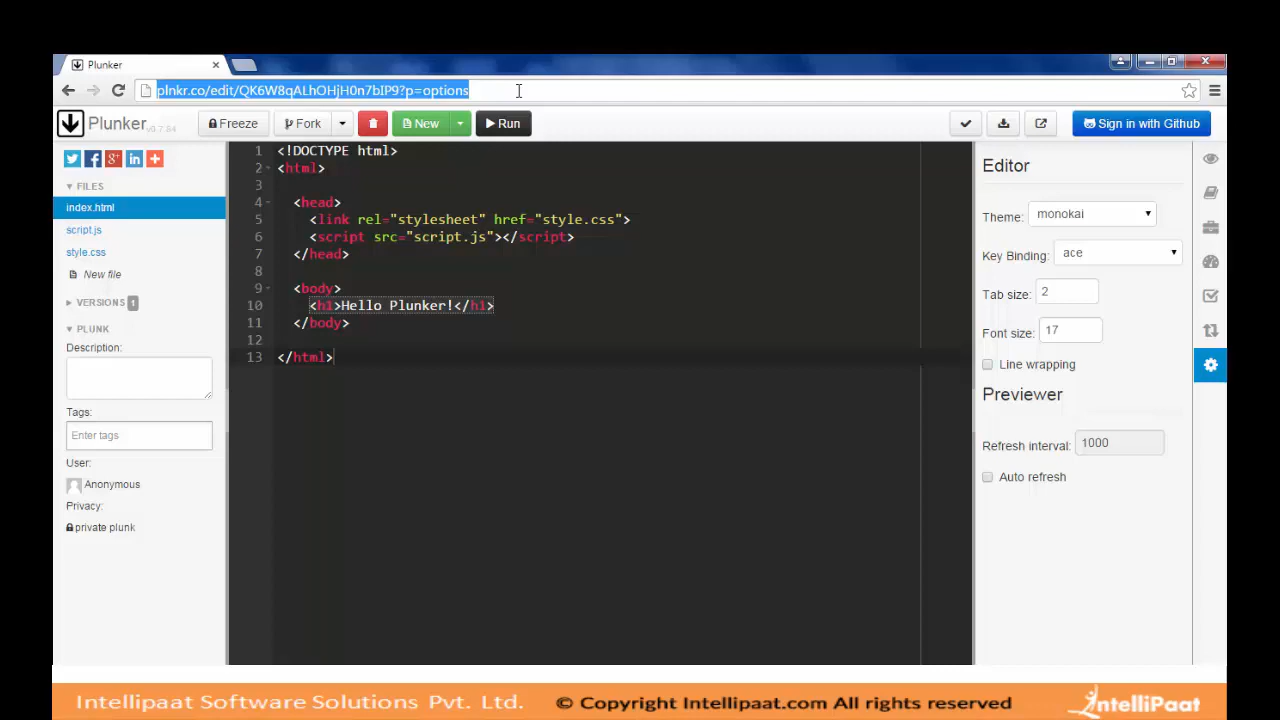 Plunker
plnkr.co/edit/QK6W8qALhOHjH0n7bIP9?p=options
Plunker v0.7.84
Freeze
Fork
New
Run
Sign in with Github
FILES
index.html
script.js
style.css
New file
VERSIONS 1
PLUNK
Description:
Tags:
Enter tags
User:
Anonymous
Privacy:
private plunk
1 <!DOCTYPE html>
2 <html>
3
4 <head>
5 <link rel="stylesheet" href="style.css">
6 <script src="script.js"></script>
7 </head>
8
9 <body>
10 <h1>Hello Plunker!</h1>
11 </body>
12
13 </html>
Editor
Theme: monokai
Key Binding: ace
Tab size: 2
Font size: 17
Line wrapping
Previewer
Refresh interval: 1000
Auto refresh
Intellipaat Software Solutions Pvt. Ltd. © Copyright Intellipaat.com All rights reserved IntelliPaat